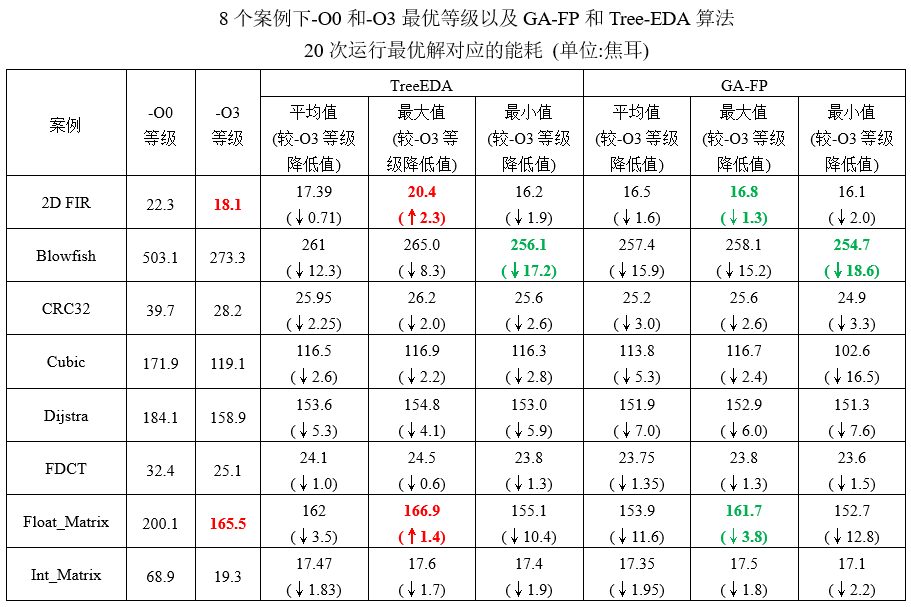 8 个案例下-O0 和-O3 最优等级以及 GA-FP 和 Tree-EDA 算法
20 次运行最优解对应的能耗 (单位:焦耳)
案例 -O0 等级 -O3 等级 TreeEDA GA-FP
平均值 (较-O3 等级降低值) 最大值 (较-O3 等级降低值) 最小值 (较-O3 等级降低值) 平均值 (较-O3 等级降低值) 最大值 (较-O3 等级降低值) 最小值 (较-O3 等级降低值)
2D FIR 22.3 18.1 17.39 (↓0.71) 20.4 (↑2.3) 16.2 (↓1.9) 16.5 (↓1.6) 16.8 (↓1.3) 16.1 (↓2.0)
Blowfish 503.1 273.3 261 (↓12.3) 265.0 (↓8.3) 256.1 (↓17.2) 257.4 (↓15.9) 258.1 (↓15.2) 254.7 (↓18.6)
CRC32 39.7 28.2 25.95 (↓2.25) 26.2 (↓2.0) 25.6 (↓2.6) 25.2 (↓3.0) 25.6 (↓2.6) 24.9 (↓3.3)
Cubic 171.9 119.1 116.5 (↓2.6) 116.9 (↓2.2) 116.3 (↓2.8) 113.8 (↓5.3) 116.7 (↓2.4) 102.6 (↓16.5)
Dijstra 184.1 158.9 153.6 (↓5.3) 154.8 (↓4.1) 153.0 (↓5.9) 151.9 (↓7.0) 152.9 (↓6.0) 151.3 (↓7.6)
FDCT 32.4 25.1 24.1 (↓1.0) 24.5 (↓0.6) 23.8 (↓1.3) 23.75 (↓1.35) 23.8 (↓1.3) 23.6 (↓1.5)
Float_Matrix 200.1 165.5 162 (↓3.5) 166.9 (↑1.4) 155.1 (↓10.4) 153.9 (↓11.6) 161.7 (↓3.8) 152.7 (↓12.8)
Int_Matrix 68.9 19.3 17.47 (↓1.83) 17.6 (↓1.7) 17.4 (↓1.9) 17.35 (↓1.95) 17.5 (↓1.8) 17.1 (↓2.2)